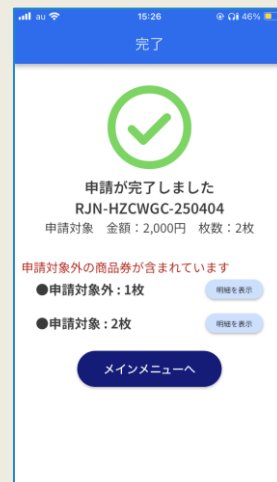 au 15:26 46%
完了
申請が完了しました
RJN-HZCWGC-250404
申請対象 金額：2,000円 枚数：2枚
申請対象外の商品券が含まれています
●申請対象外 : 1枚 明細を表示
●申請対象 : 2枚 明細を表示
メインメニューへ